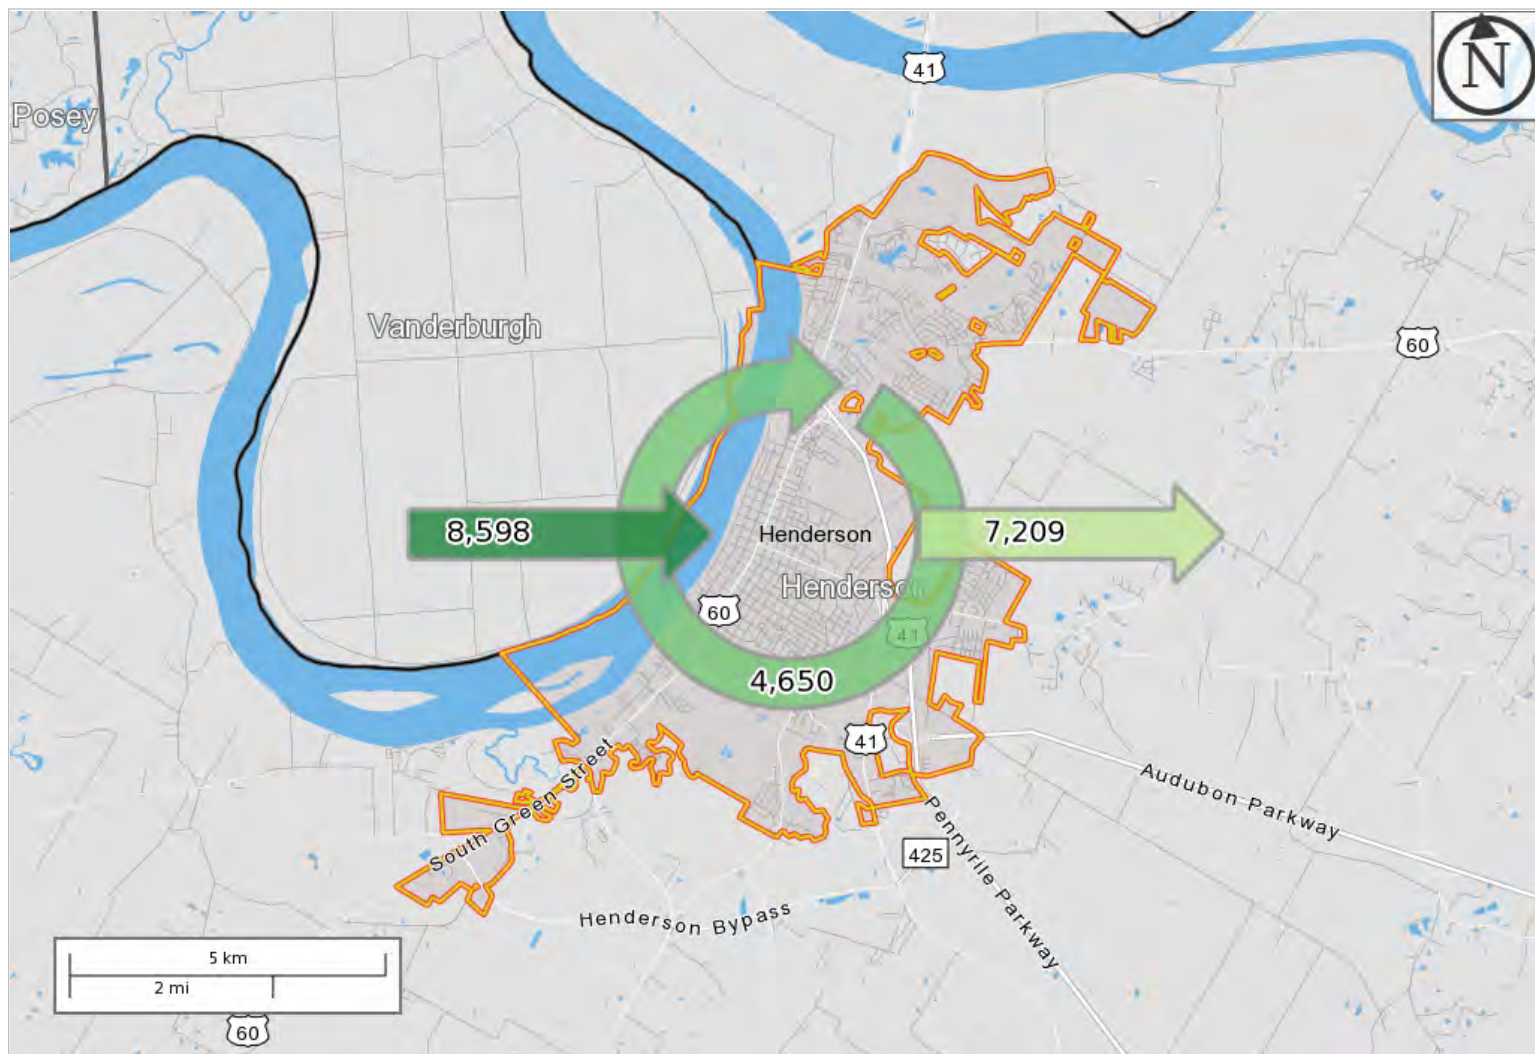 N
41
Posey
Vanderburgh
60
8,598
7,209
Henderson
Henderson
60
41
4,650
41
South Green Street
Audubon Parkway
Pennyrile Parkway
425
Henderson Bypass
5 km
2 mi
60